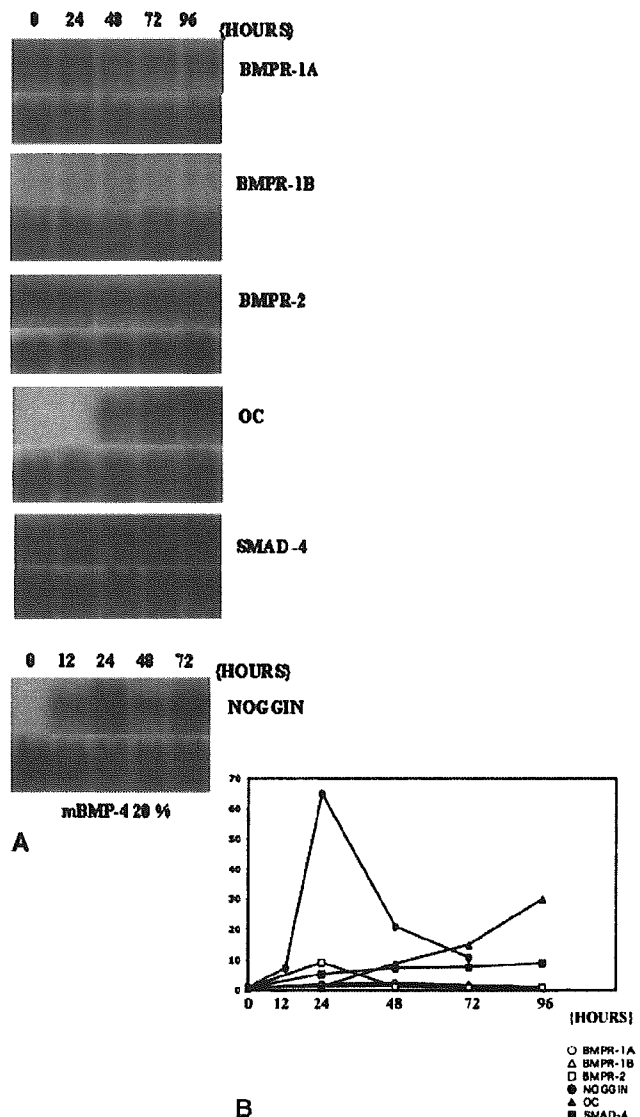 0 24 48 72 96
{HOURS}
BMPR-1A
BMPR-1B
BMPR-2
OC
SMAD-4
0 12 24 48 72
{HOURS}
NOGGIN
mBMP-4 20 %
A
70
60
50
40
30
20
10
0
0 12 24 48 72 96
{HOURS}
BMPR-1A
BMPR-1B
BMPR-2
NOGGIN
OC
SMAD-4
B